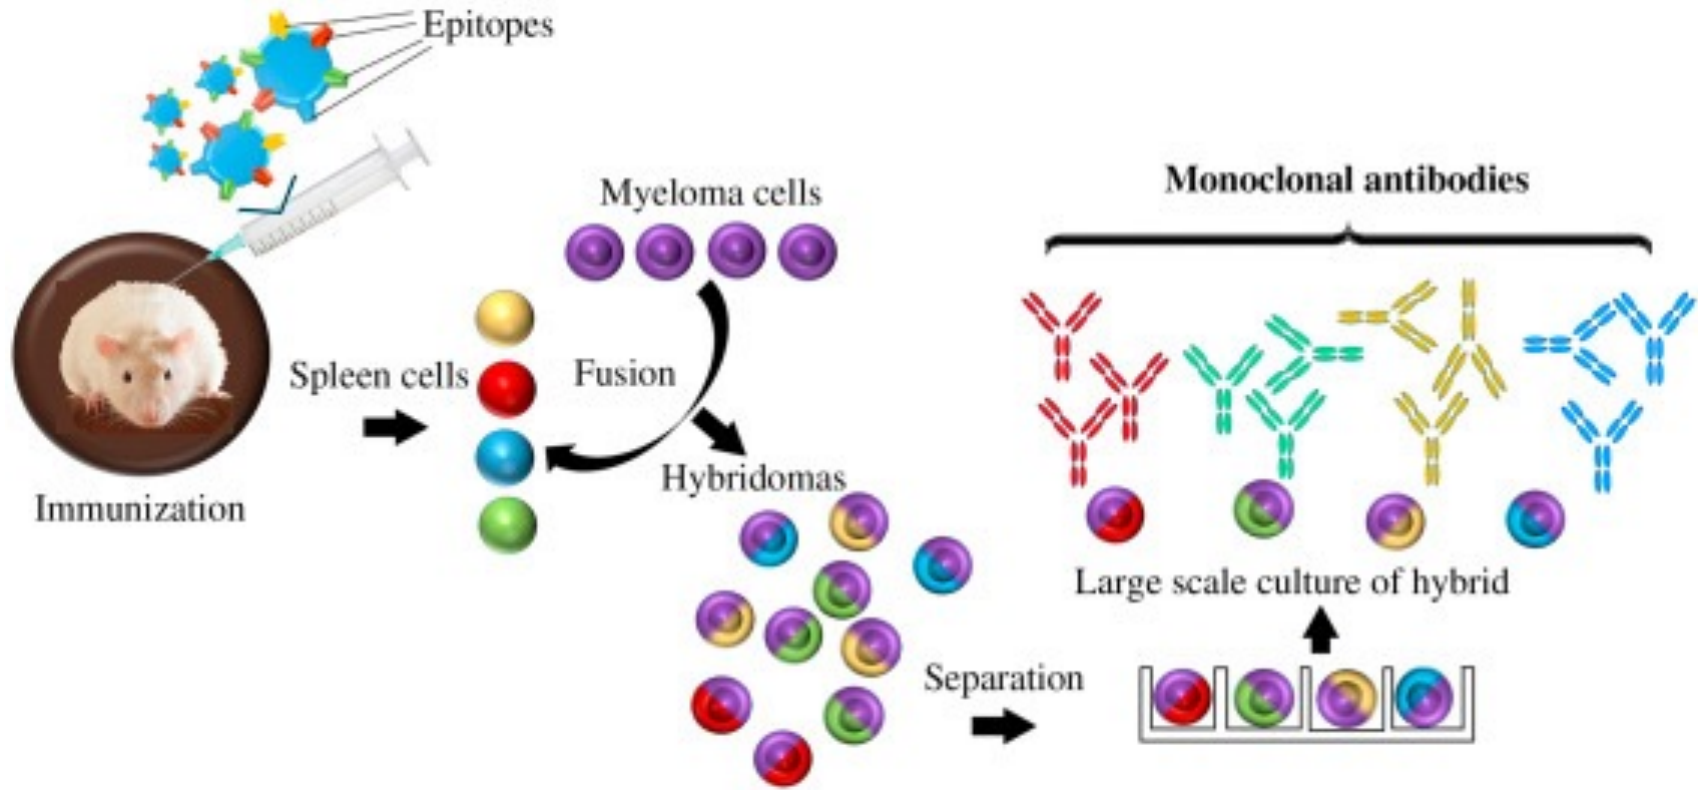 Epitopes
Myeloma cells
Monoclonal antibodies
Spleen cells
Fusion
Hybridomas
Immunization
Large scale culture of hybrid
Separation